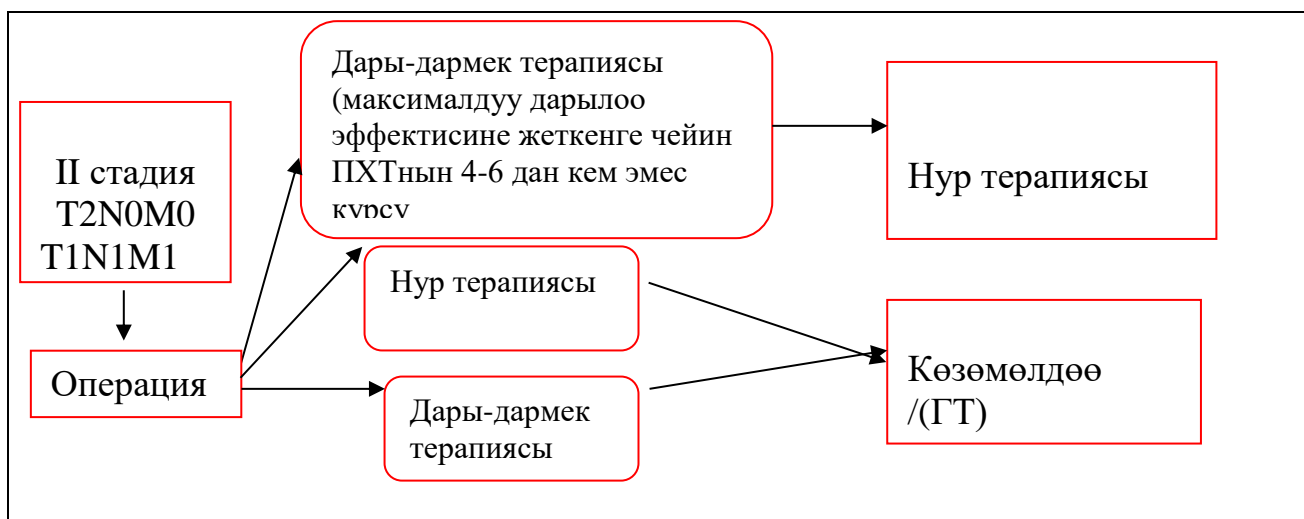 II стадия
T2N0M0
T1N1M1
Операция
Дары-дармек терапиясы
(максималдуу дарылоо
эффектисине жеткенге чейин
ПХТнын 4-6 дан кем эмес
курсу
Нур терапиясы
Дары-дармек
терапиясы
Нур терапиясы
Көзөмөлдөө
/(ГТ)